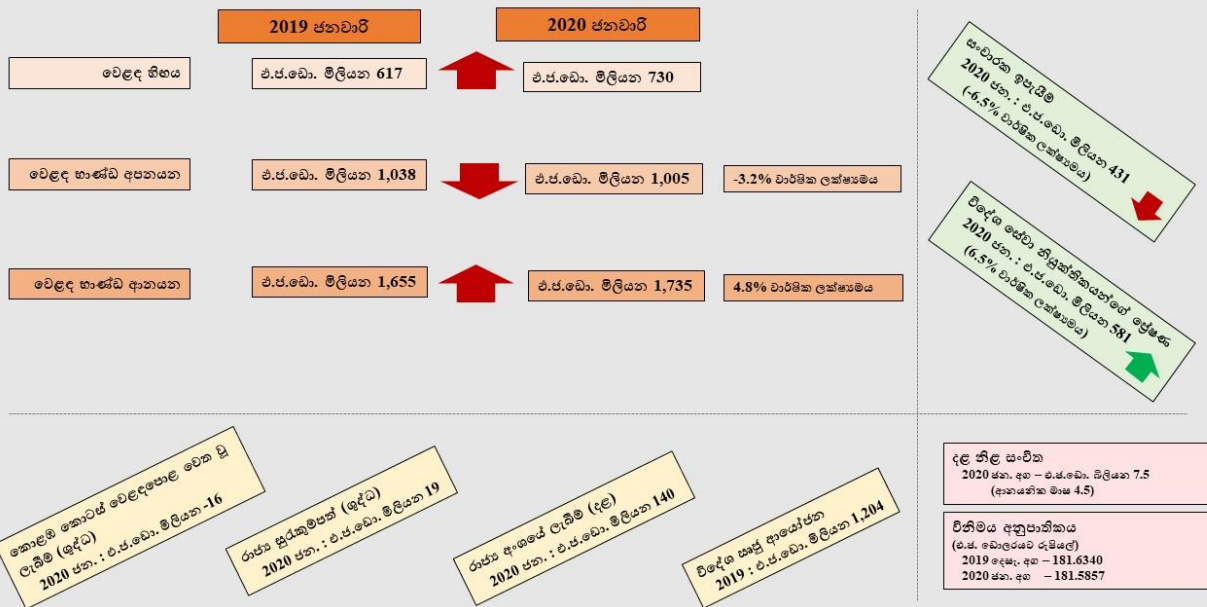 2019 ජනවාරි
2020 ජනවාරි
වෙළඳ හිඟය
එ.ජ.ඩො. මිලියන 617
එ.ජ.ඩො. මිලියන 730
වෙළඳ භාණ්ඩ අපනයන
එ.ජ.ඩො. මිලියන 1,038
එ.ජ.ඩො. මිලියන 1,005
-3.2% වාර්ෂික ලක්ෂ්‍යමය
වෙළඳ භාණ්ඩ ආනයන
එ.ජ.ඩො. මිලියන 1,655
එ.ජ.ඩො. මිලියන 1,735
4.8% වාර්ෂික ලක්ෂ්‍යමය
සංචාරක ඉපැයීම්
2020 ජන. : එ.ජ.ඩො. මිලියන 431
(-6.5% වාර්ෂික ලක්ෂ්‍යමය)
විදේශ සේවා නියුක්තිකයන්ගේ ප්‍රේෂණ
2020 ජන. : එ.ජ.ඩො. මිලියන 581
(6.5% වාර්ෂික ලක්ෂ්‍යමය)
කොළඹ කොටස් වෙළඳපොළ වෙත වූ
ලැබීම් (ශුද්ධ)
2020 ජන. : එ.ජ.ඩො. මිලියන -16
රාජ්‍ය සුරැකුම්පත් (ශුද්ධ)
2020 ජන. : එ.ජ.ඩො. මිලියන 19
රාජ්‍ය අංශයේ ලැබීම් (දළ)
2020 ජන. : එ.ජ.ඩො. මිලියන 140
විදේශ සෘජු ආයෝජන
2019 : එ.ජ.ඩො. මිලියන 1,204
දළ නිළ සංචිත
2020 ජන. අග – එ.ජ.ඩො. බිලියන 7.5
(ආනයනික මාස 4.5)
විනිමය අනුපාතිකය
(එ.ජ. ඩොලරයට රුපියල්)
2019 දෙසැ. අග – 181.6340
2020 ජන. අග – 181.5857